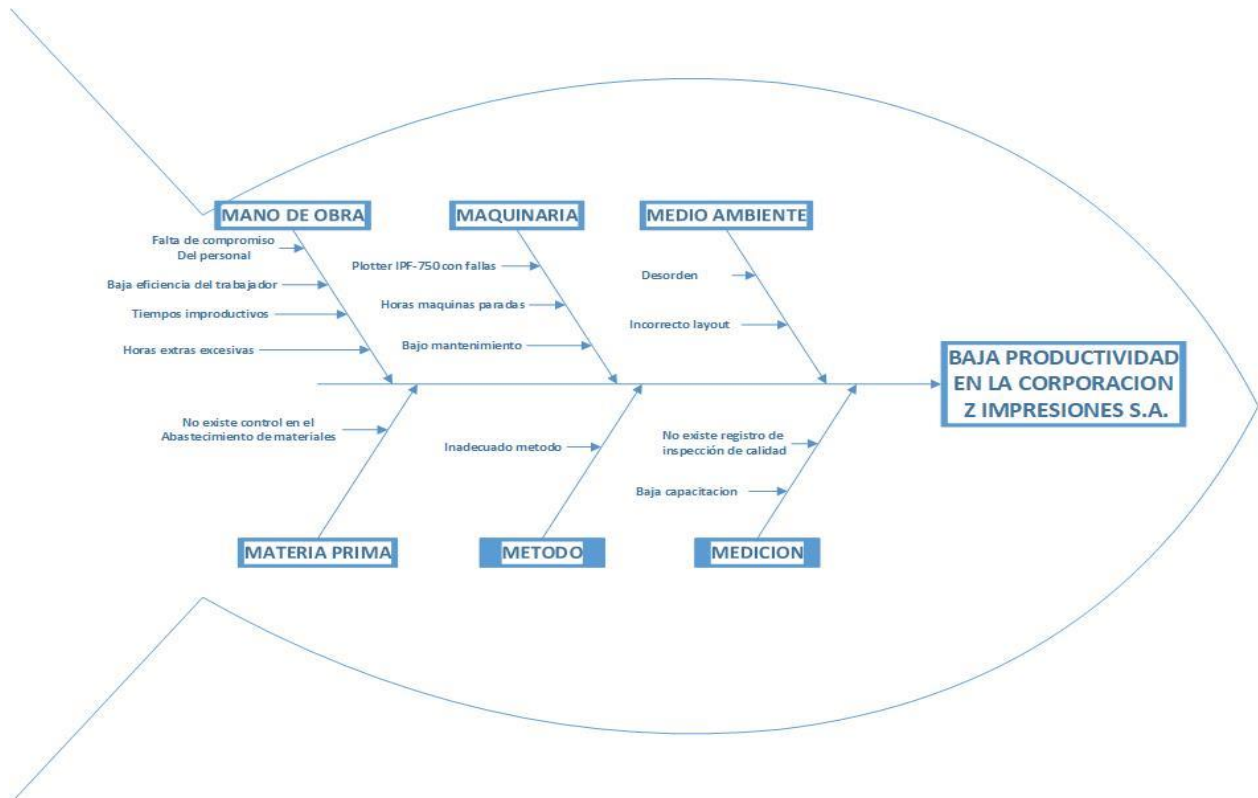 MANO DE OBRA
MAQUINARIA
MEDIO AMBIENTE
Falta de compromiso
Del personal
Baja eficiencia del trabajador
Tiempos improductivos
Horas extras excesivas
Plotter IPF-750 con fallas
Horas maquinas paradas
Bajo mantenimiento
Desorden
Incorrecto layout
BAJA PRODUCTIVIDAD
EN LA CORPORACION
Z IMPRESIONES S.A.
No existe control en el
Abastecimiento de materiales
Inadecuado metodo
No existe registro de
inspección de calidad
Baja capacitacion
MATERIA PRIMA
METODO
MEDICION